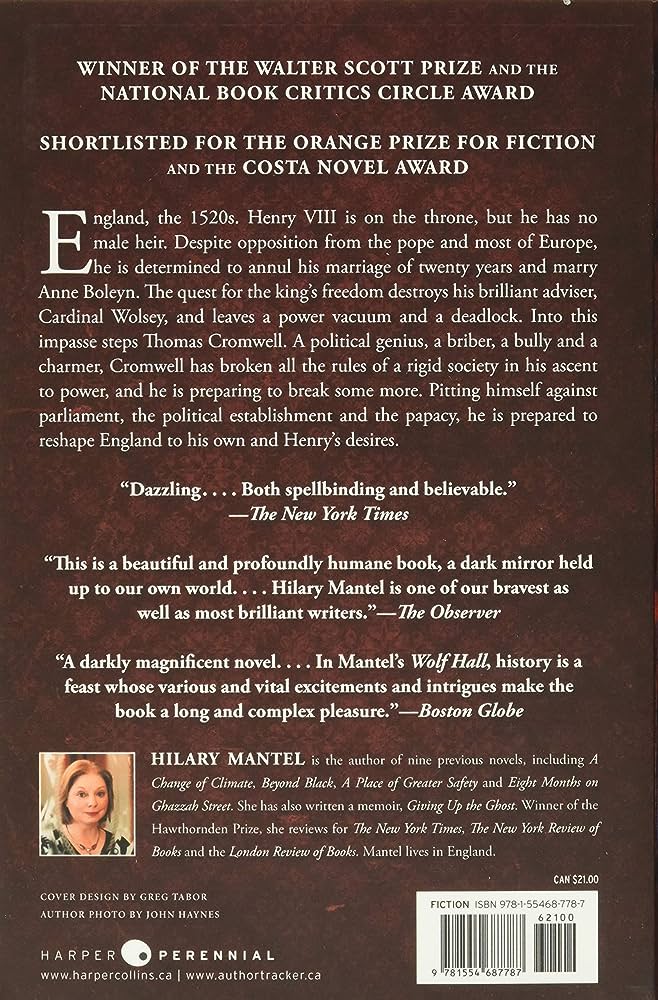 WINNER OF THE WALTER SCOTT PRIZE AND THE
NATIONAL BOOK CRITICS CIRCLE AWARD
SHORTLISTED FOR THE ORANGE PRIZE FOR FICTION
AND THE COSTA NOVEL AWARD
England, the 1520s. Henry VIII is on the throne, but he has no
male heir. Despite opposition from the pope and most of Europe,
he is determined to annul his marriage of twenty years and marry
Anne Boleyn. The quest for the king's freedom destroys his brilliant adviser,
Cardinal Wolsey, and leaves a power vacuum and a deadlock. Into this
impasse steps Thomas Cromwell. A political genius, a briber, a bully and a
charmer, Cromwell has broken all the rules of a rigid society in his ascent
to power, and he is preparing to break some more. Pitting himself against
parliament, the political establishment and the papacy, he is prepared to
reshape England to his own and Henry's desires.
“Dazzling. . . . Both spellbinding and believable.”
—The New York Times
“This is a beautiful and profoundly humane book, a dark mirror held
up to our own world. . . . Hilary Mantel is one of our bravest as
well as most brilliant writers.”—The Observer
“A darkly magnificent novel. . . . In Mantel's Wolf Hall, history is a
feast whose various and vital excitements and intrigues make the
book a long and complex pleasure.”—Boston Globe
HILARY MANTEL is the author of nine previous novels, including A
Change of Climate, Beyond Black, A Place of Greater Safety and Eight Months on
Ghazzah Street. She has also written a memoir, Giving Up the Ghost. Winner of the
Hawthornden Prize, she reviews for The New York Times, The New York Review of
Books and the London Review of Books. Mantel lives in England.
CAN $21.00
COVER DESIGN BY GREG TABOR
AUTHOR PHOTO BY JOHN HAYNES
FICTION ISBN 978-1-55468-778-7
62100
9 781554 687787
HARPER PERENNIAL
www.harpercollins.ca | www.authortracker.ca